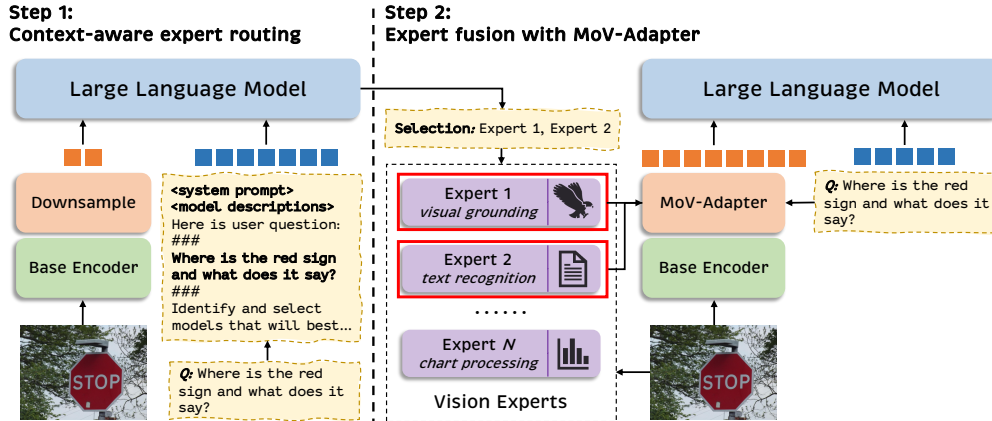 Step 1:
Context-aware expert routing
Large Language Model
Downsample
Base Encoder
STOP
<system prompt>
<model descriptions>
Here is user question:
###
Where is the red sign
and what does it say?
###
Identify and select
models that will best...
Q: Where is the red
sign and what does it
say?
Step 2:
Expert fusion with MoV-Adapter
Selection: Expert 1, Expert 2
Expert 1
visual grounding
Expert 2
text recognition
......
Expert N
chart processing
Vision Experts
Large Language Model
MoV-Adapter
Base Encoder
STOP
Q: Where is the red
sign and what does it
say?